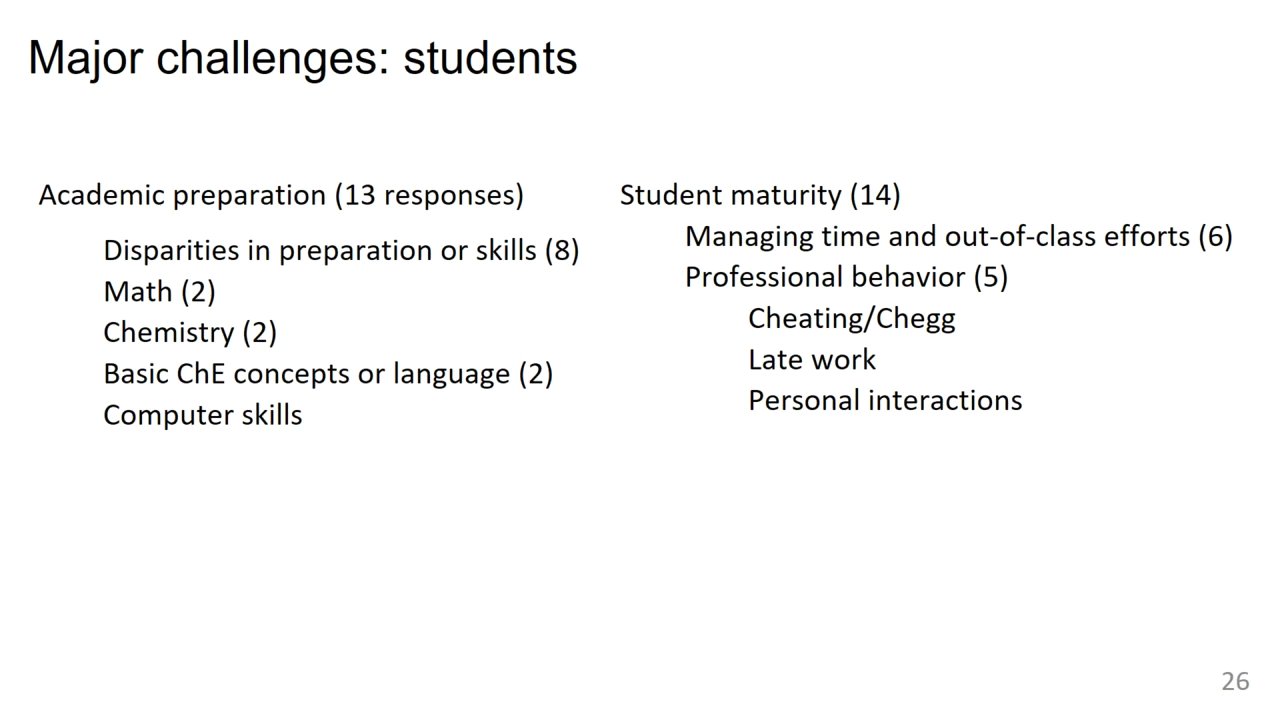 Major challenges: students
Academic preparation (13 responses)
Disparities in preparation or skills (8)
Math (2)
Chemistry (2)
Basic ChE concepts or language (2)
Computer skills
Student maturity (14)
Managing time and out-of-class efforts (6)
Professional behavior (5)
Cheating/Chegg
Late work
Personal interactions
26